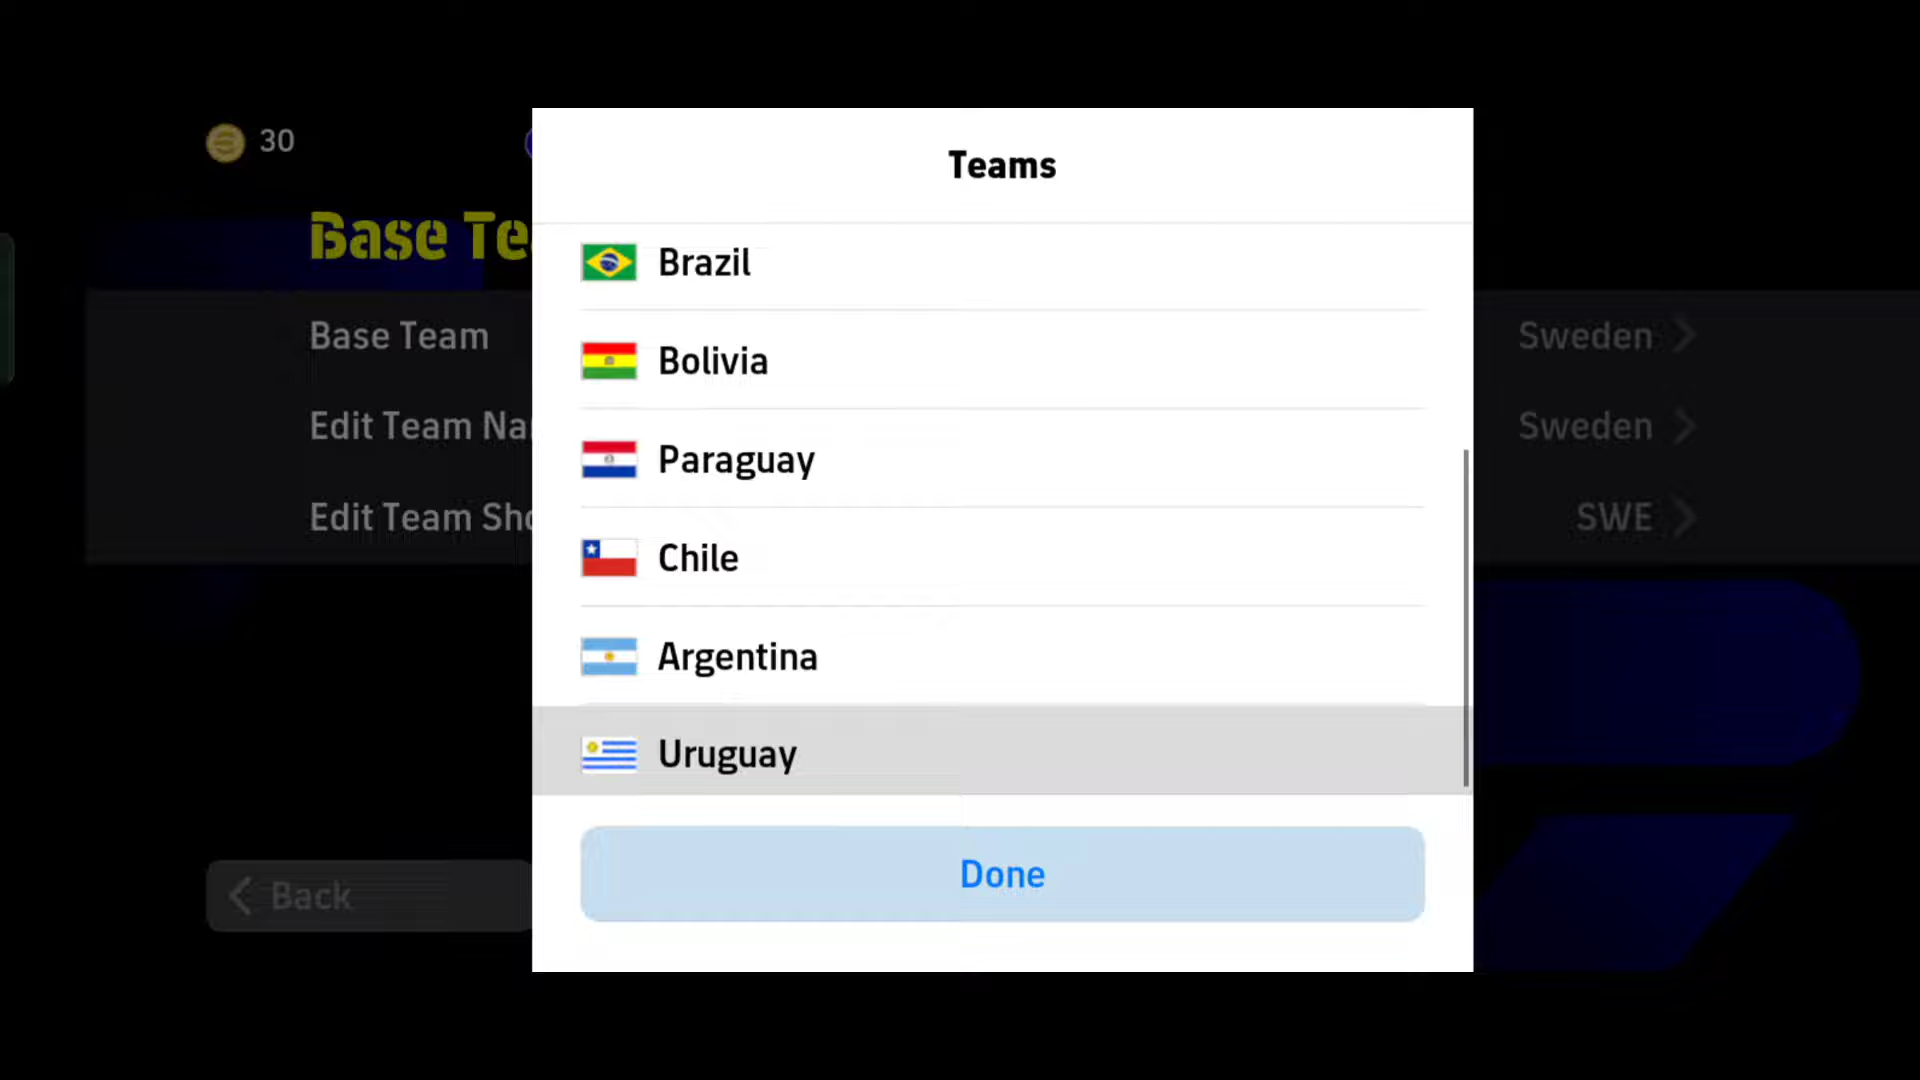 30
Teams
Base Te
Brazil
Base Team
Sweden
Bolivia
Edit Team Na
Sweden
Paraguay
Edit Team Sho
SWE
Chile
Argentina
Uruguay
Done
Back